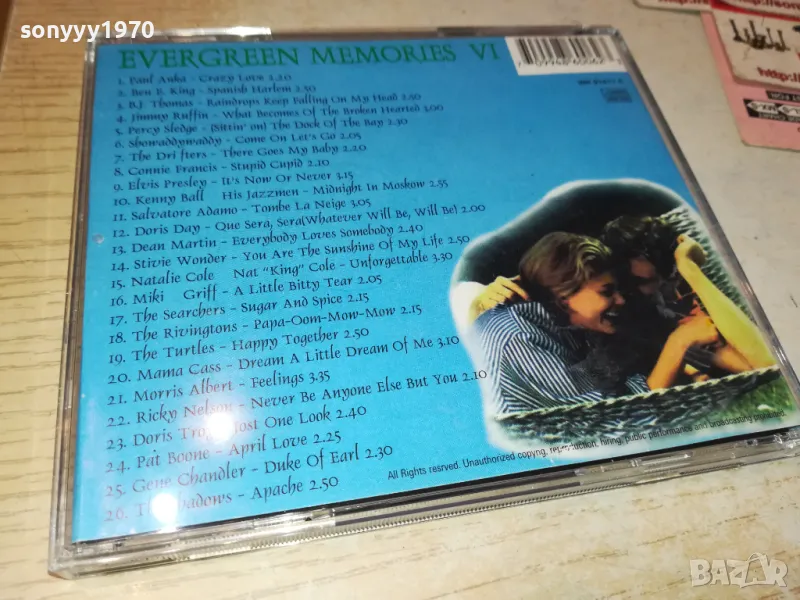 sonyyy1970
EVERGREEN MEMORIES VI
1. Paul Anka - Crazy Love 2.20
2. Ben E. King - Spanish Harlem 2.50
3. B.J Thomas - Raindrops Keep Falling On My Head 2.50
4. Jimmy Ruffin - What Becomes Of The Broken Hearted 3.00
5. Percy Sledge - (Sittin' on) The Dock Of The Bay 2.30
6. Showaddywaddy - Come On Let's Go 2.05
7. The Drifters - There Goes My Baby 2.20
8. Connie Francis - Stupid Cupid 2.10
9. Elvis Presley - It's Now Or Never 3.15
10. Kenny Ball His Jazzmen - Midnight In Moskow 2.55
11. Salvatore Adamo - Tombe La Neige 3.05
12. Doris Day - Que Sera, Sera(Whatever Will Be, Will Be) 2.00
13. Dean Martin - Everybody Loves Somebody 2.40
14. Stivie Wonder - You Are The Sunshine Of My Life 2.50
15. Natalie Cole Nat "King" Cole - Unforgettable 3.30
16. Miki Griff - A Little Bitty Tear 2.05
17. The Searchers - Sugar And Spice 2.15
18. The Rivingtons - Papa-Oom-Mow-Mow 2.15
19. The Turtles - Happy Together 2.50
20. Mama Cass - Dream A Little Dream Of Me 3.10
21. Morris Albert - Feelings 3.35
22. Ricky Nelson - Never Be Anyone Else But You 2.10
23. Doris Troy - Just One Look 2.40
24. Pat Boone - April Love 2.25
25. Gene Chandler - Duke Of Earl 2.30
26. The Shadows - Apache 2.50
All Rights resrved. Unauthorized copyng, reproduction, hiring, public performance and broadcasting prohibited.
BAZAR